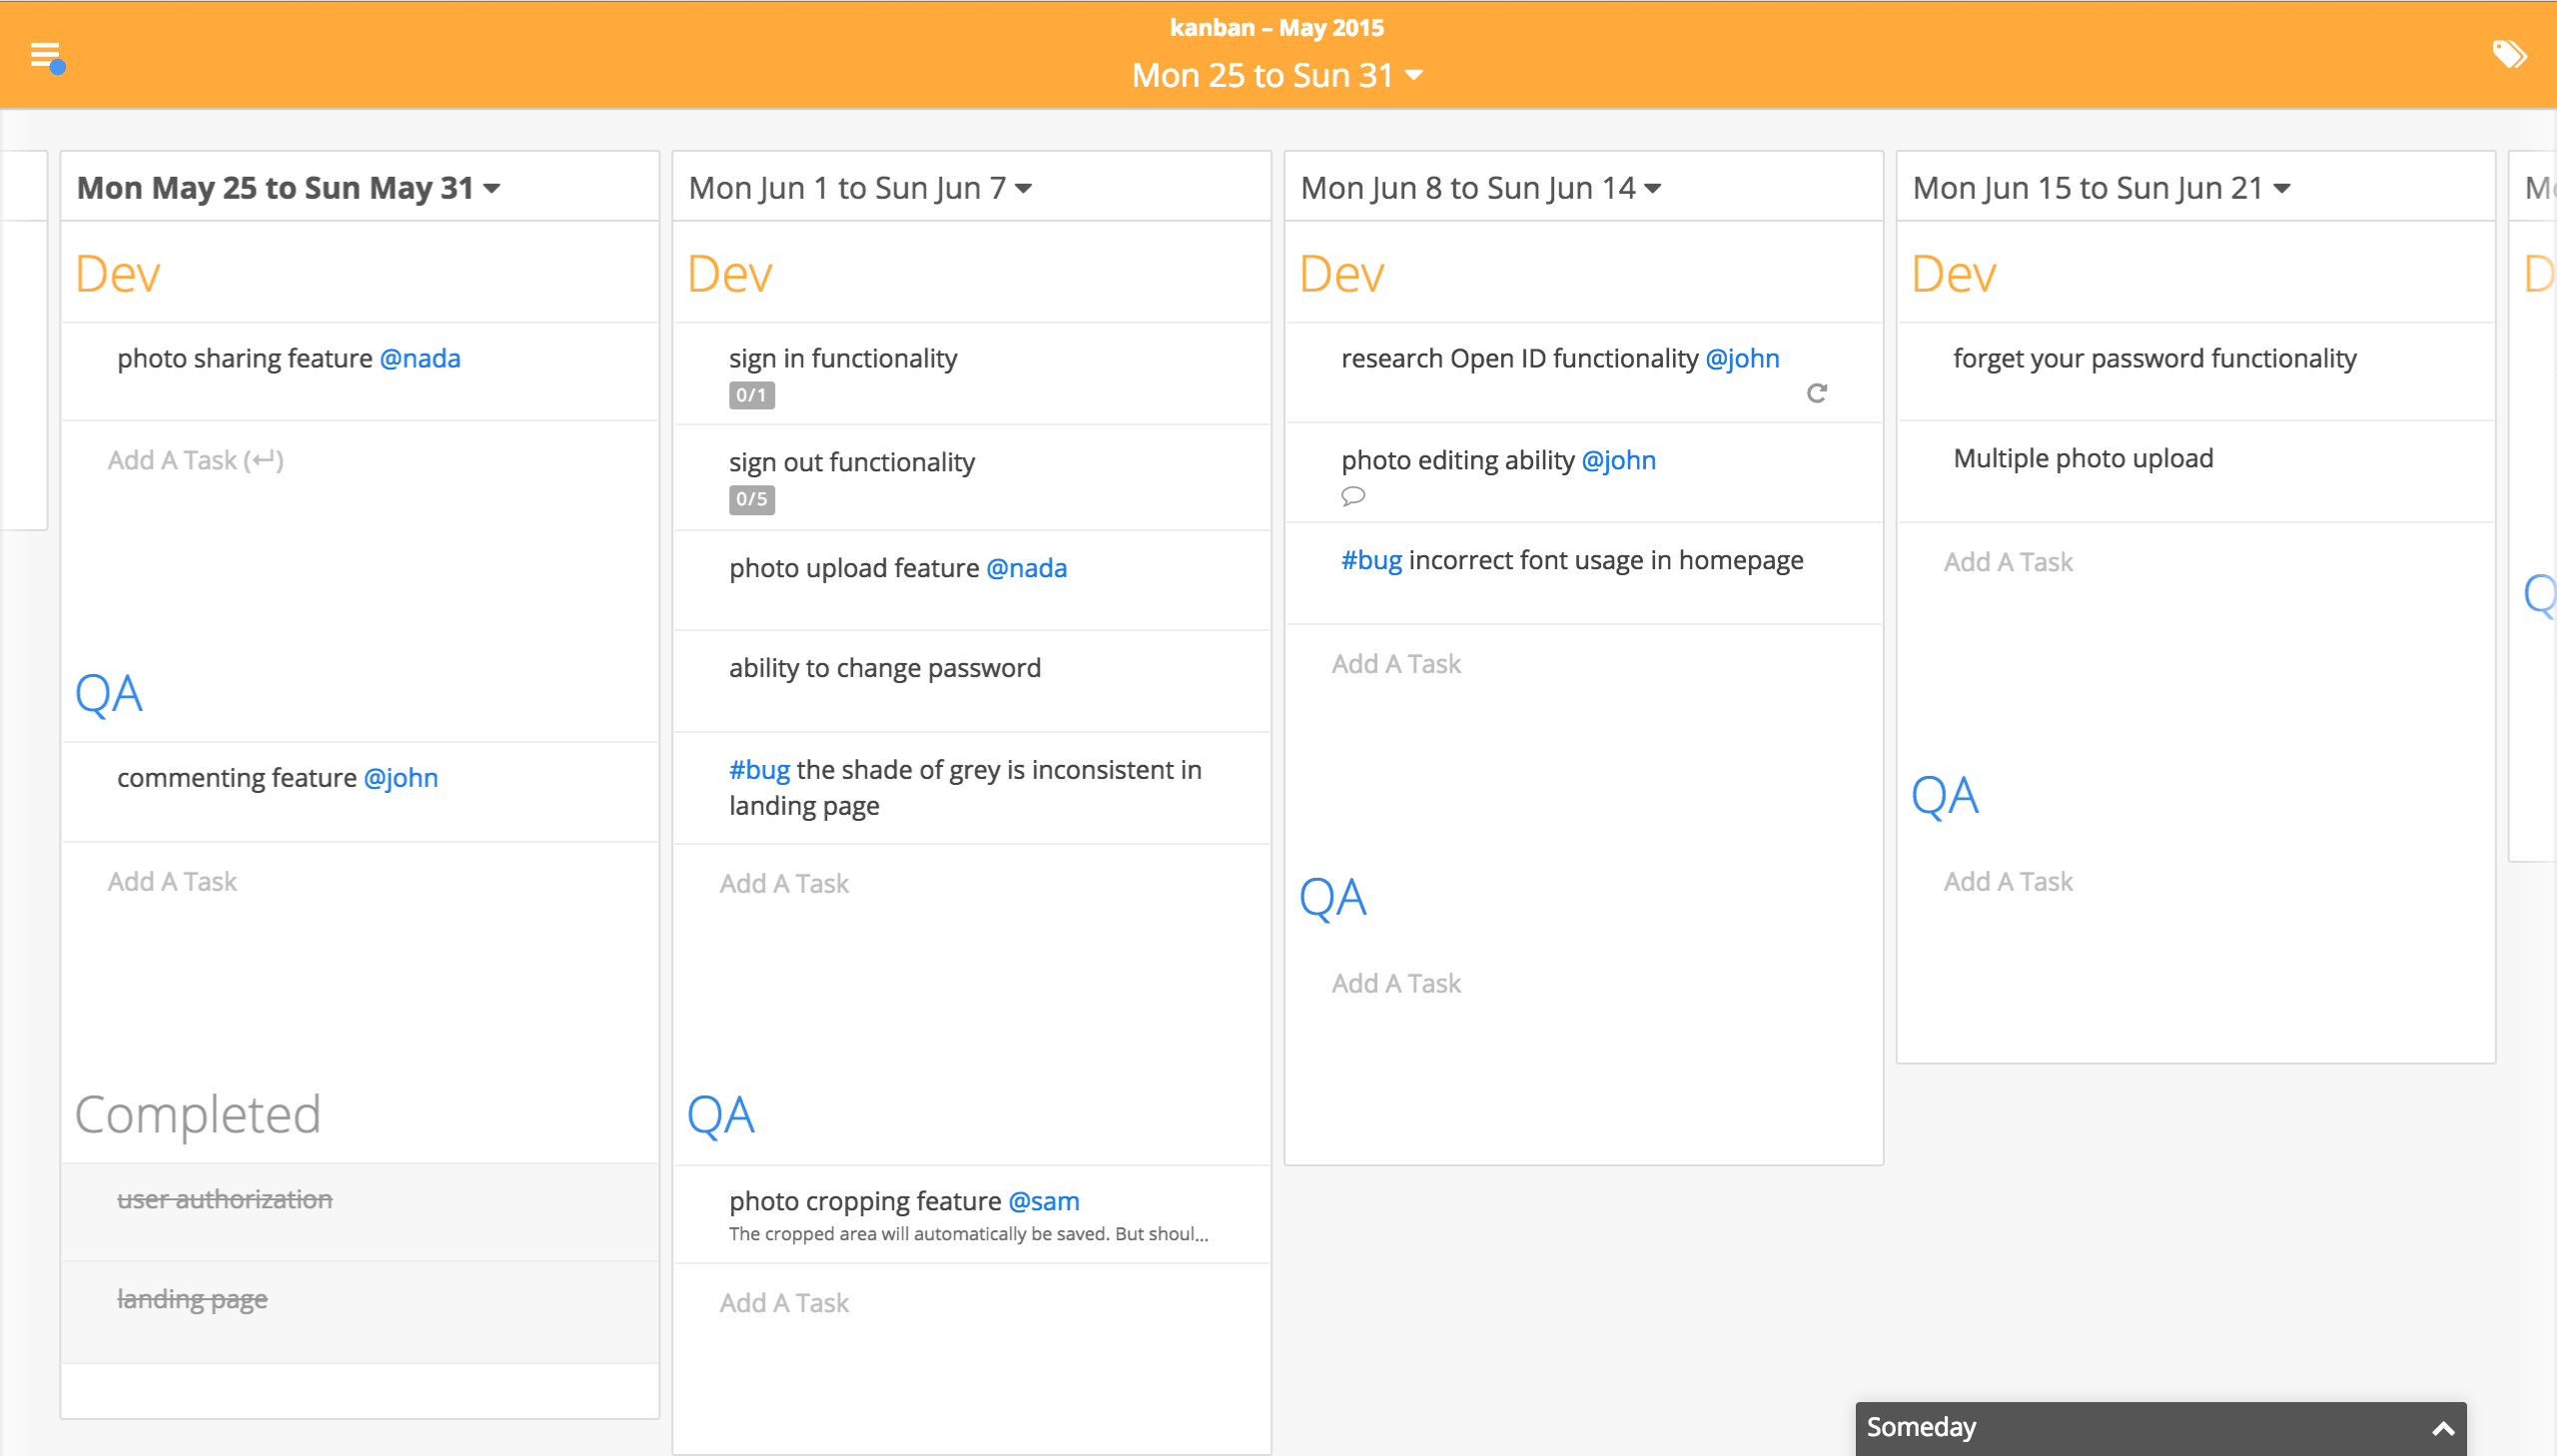 kanban – May 2015
Mon 25 to Sun 31
Mon May 25 to Sun May 31
Dev
photo sharing feature @nada
Add A Task (↵)
QA
commenting feature @john
Add A Task
Completed
user authorization
landing page
Mon Jun 1 to Sun Jun 7
Dev
sign in functionality
0/1
sign out functionality
0/5
photo upload feature @nada
ability to change password
#bug the shade of grey is inconsistent in
landing page
Add A Task
QA
photo cropping feature @sam
The cropped area will automatically be saved. But shoul...
Add A Task
Mon Jun 8 to Sun Jun 14
Dev
research Open ID functionality @john
photo editing ability @john
#bug incorrect font usage in homepage
Add A Task
QA
Add A Task
Mon Jun 15 to Sun Jun 21
Dev
forget your password functionality
Multiple photo upload
Add A Task
QA
Add A Task
Someday